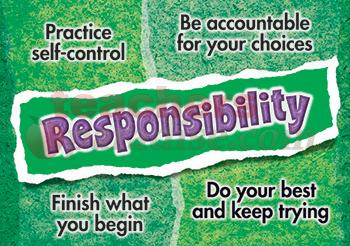 Practice
self-control
Be accountable
for your choices
Responsibility
Finish what
you begin
Do your best
and keep trying